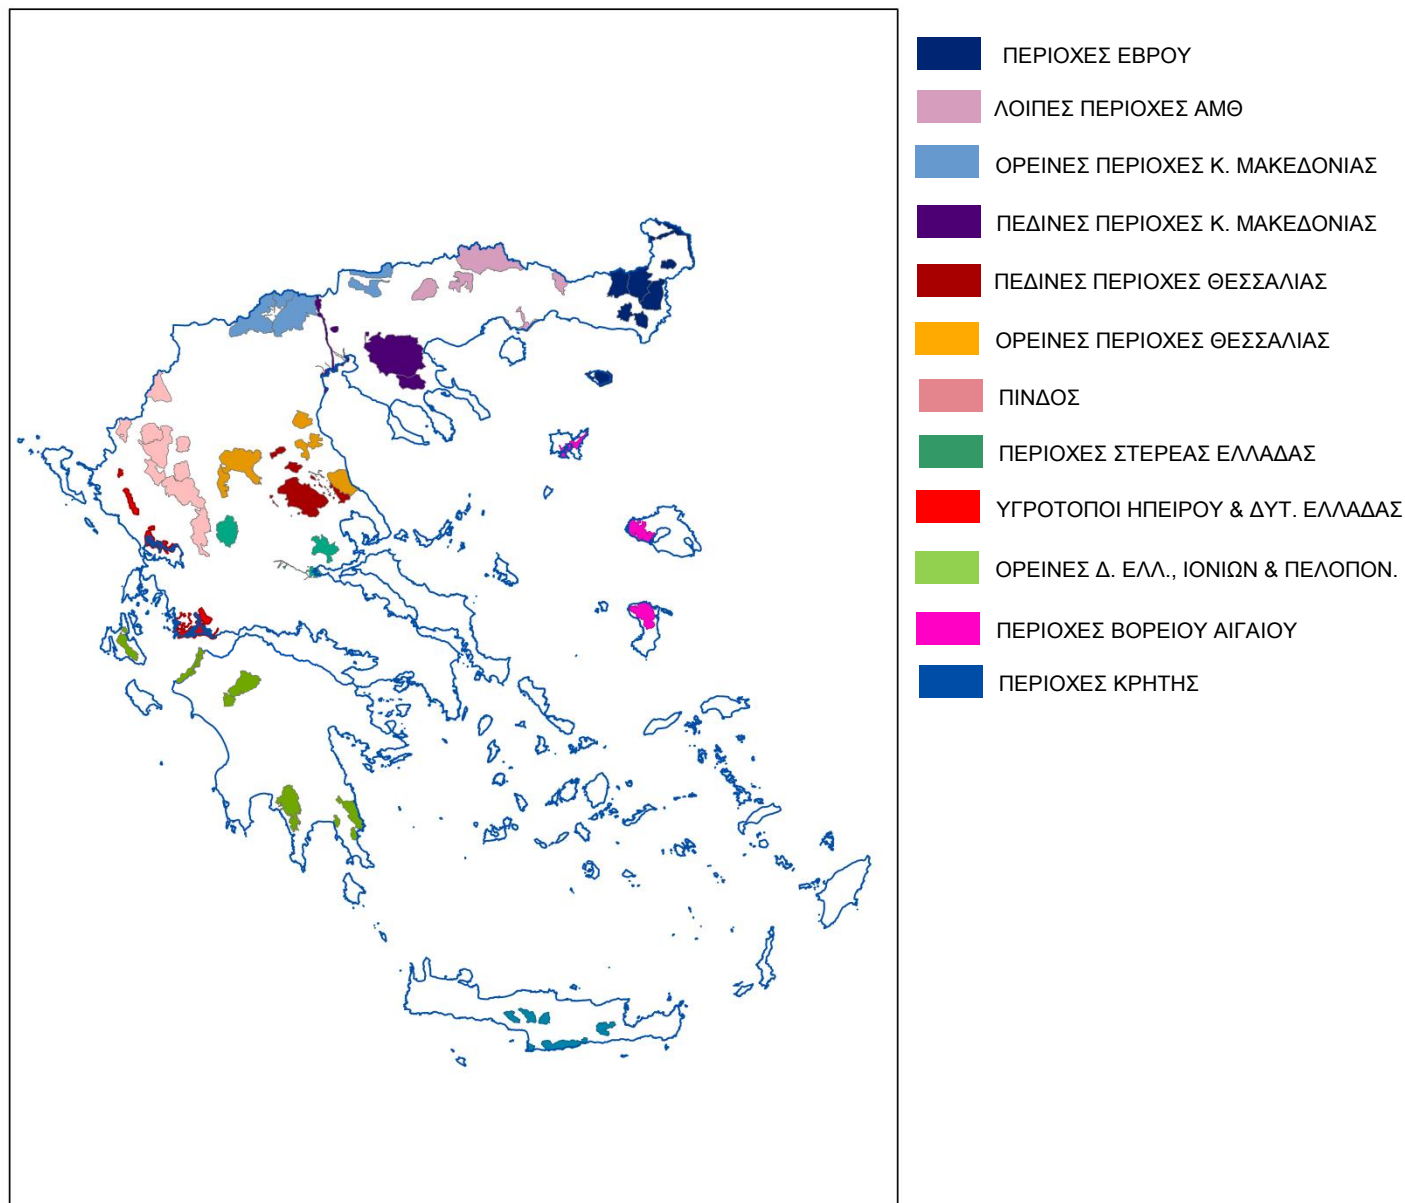 ΠΕΡΙΟΧΕΣ ΕΒΡΟΥ
ΛΟΙΠΕΣ ΠΕΡΙΟΧΕΣ ΑΜΘ
ΟΡΕΙΝΕΣ ΠΕΡΙΟΧΕΣ Κ. ΜΑΚΕΔΟΝΙΑΣ
ΠΕΔΙΝΕΣ ΠΕΡΙΟΧΕΣ Κ. ΜΑΚΕΔΟΝΙΑΣ
ΠΕΔΙΝΕΣ ΠΕΡΙΟΧΕΣ ΘΕΣΣΑΛΙΑΣ
ΟΡΕΙΝΕΣ ΠΕΡΙΟΧΕΣ ΘΕΣΣΑΛΙΑΣ
ΠΙΝΔΟΣ
ΠΕΡΙΟΧΕΣ ΣΤΕΡΕΑΣ ΕΛΛΑΔΑΣ
ΥΓΡΟΤΟΠΟΙ ΗΠΕΙΡΟΥ & ΔΥΤ. ΕΛΛΑΔΑΣ
ΟΡΕΙΝΕΣ Δ. ΕΛΛ., ΙΟΝΙΩΝ & ΠΕΛΟΠΟΝ.
ΠΕΡΙΟΧΕΣ ΒΟΡΕΙΟΥ ΑΙΓΑΙΟΥ
ΠΕΡΙΟΧΕΣ ΚΡΗΤΗΣ